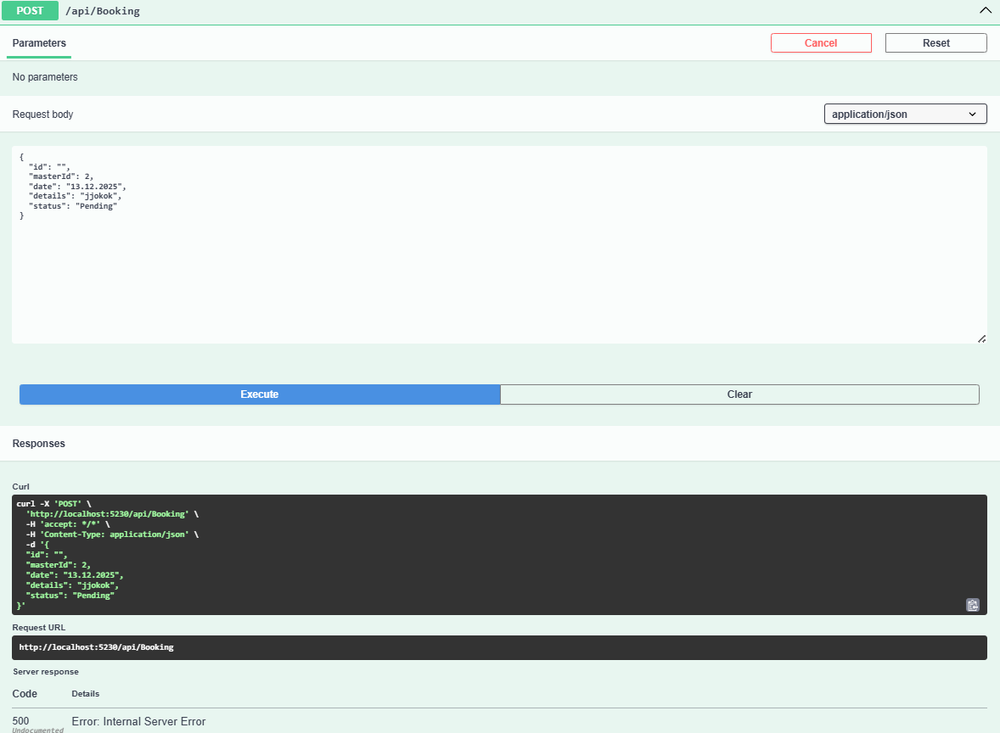 POST /api/Booking
Parameters Cancel Reset
No parameters
Request body application/json
{
"id": "",
"masterId": 2,
"date": "13.12.2025",
"details": "jjokok",
"status": "Pending"
}
Execute Clear
Responses
Curl
curl -X 'POST' \
'http://localhost:5230/api/Booking' \
-H 'accept: */*' \
-H 'Content-Type: application/json' \
-d '{
"id": "",
"masterId": 2,
"date": "13.12.2025",
"details": "jjokok",
"status": "Pending"
}'
Request URL
http://localhost:5230/api/Booking
Server response
Code Details
500 Error: Internal Server Error
Undocumented